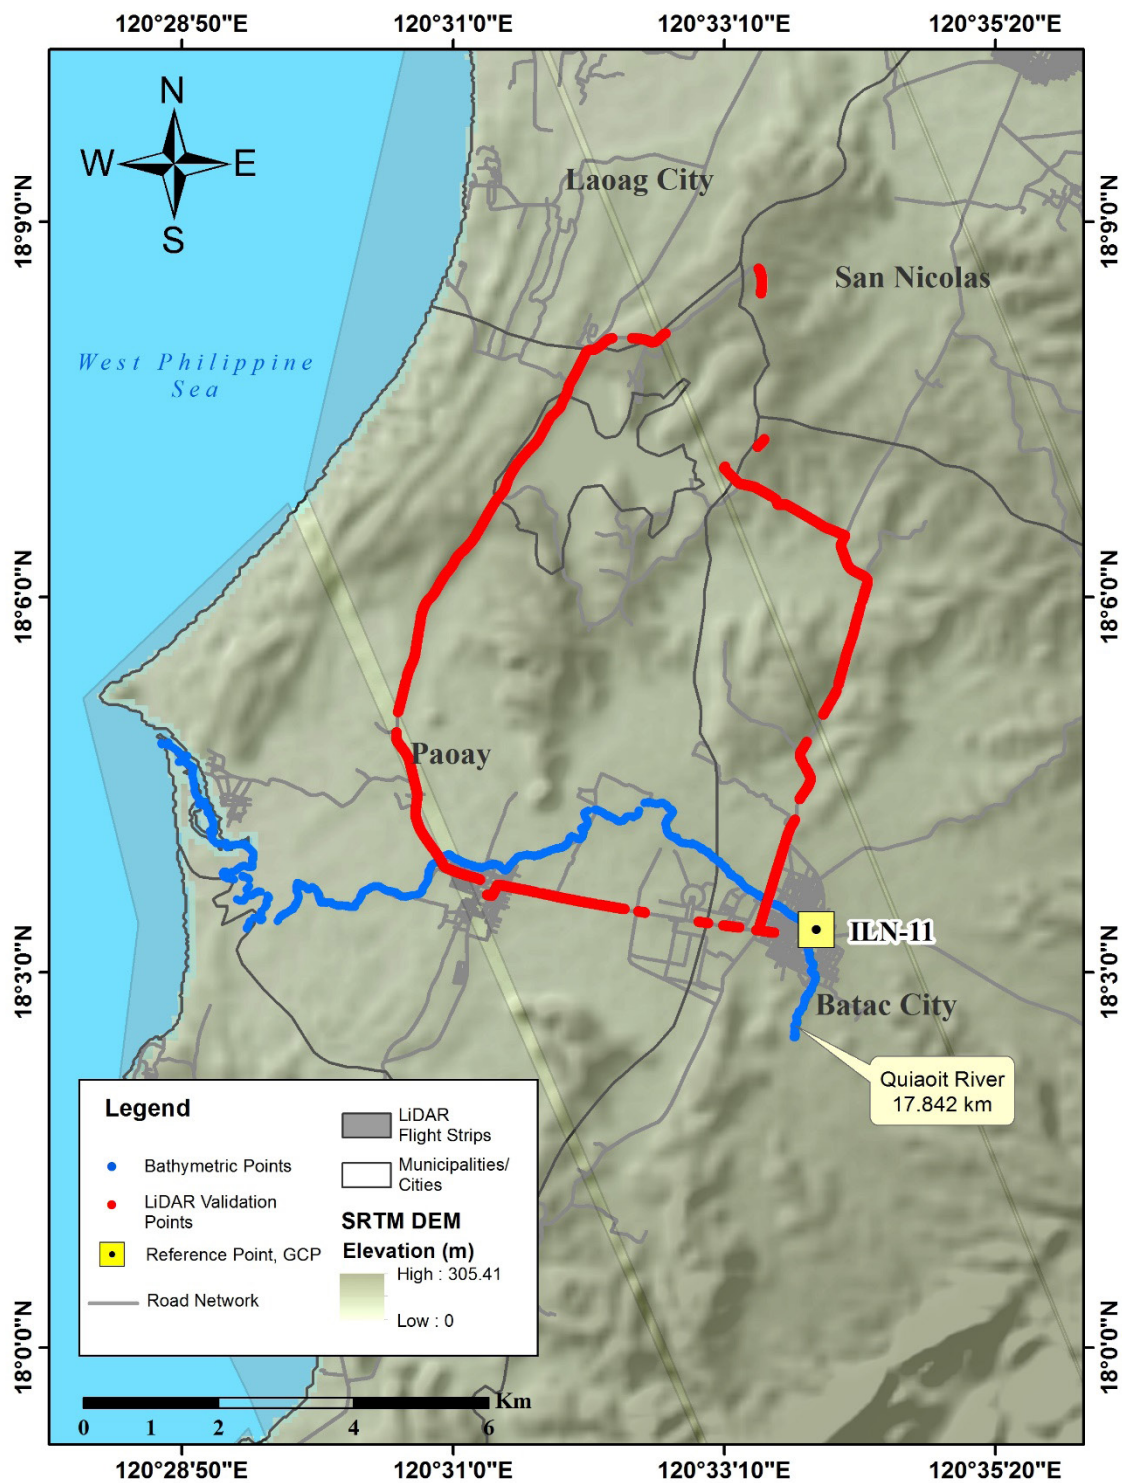 120°28'50"E 120°31'0"E 120°33'10"E 120°35'20"E
N
W E
S
Laoag City
18°9'0"N 18°9'0"N
San Nicolas
West Philippine
Sea
18°6'0"N 18°6'0"N
Paoay
ILN-11
18°3'0"N 18°3'0"N
Batac City
Quiaoit River
17.842 km
Legend
Bathymetric Points
LiDAR Validation
Points
Reference Point, GCP
Road Network
LiDAR
Flight Strips
Municipalities/
Cities
SRTM DEM
Elevation (m)
High : 305.41
Low : 0
18°0'0"N 18°0'0"N
Km
0 1 2 4 6
120°28'50"E 120°31'0"E 120°33'10"E 120°35'20"E